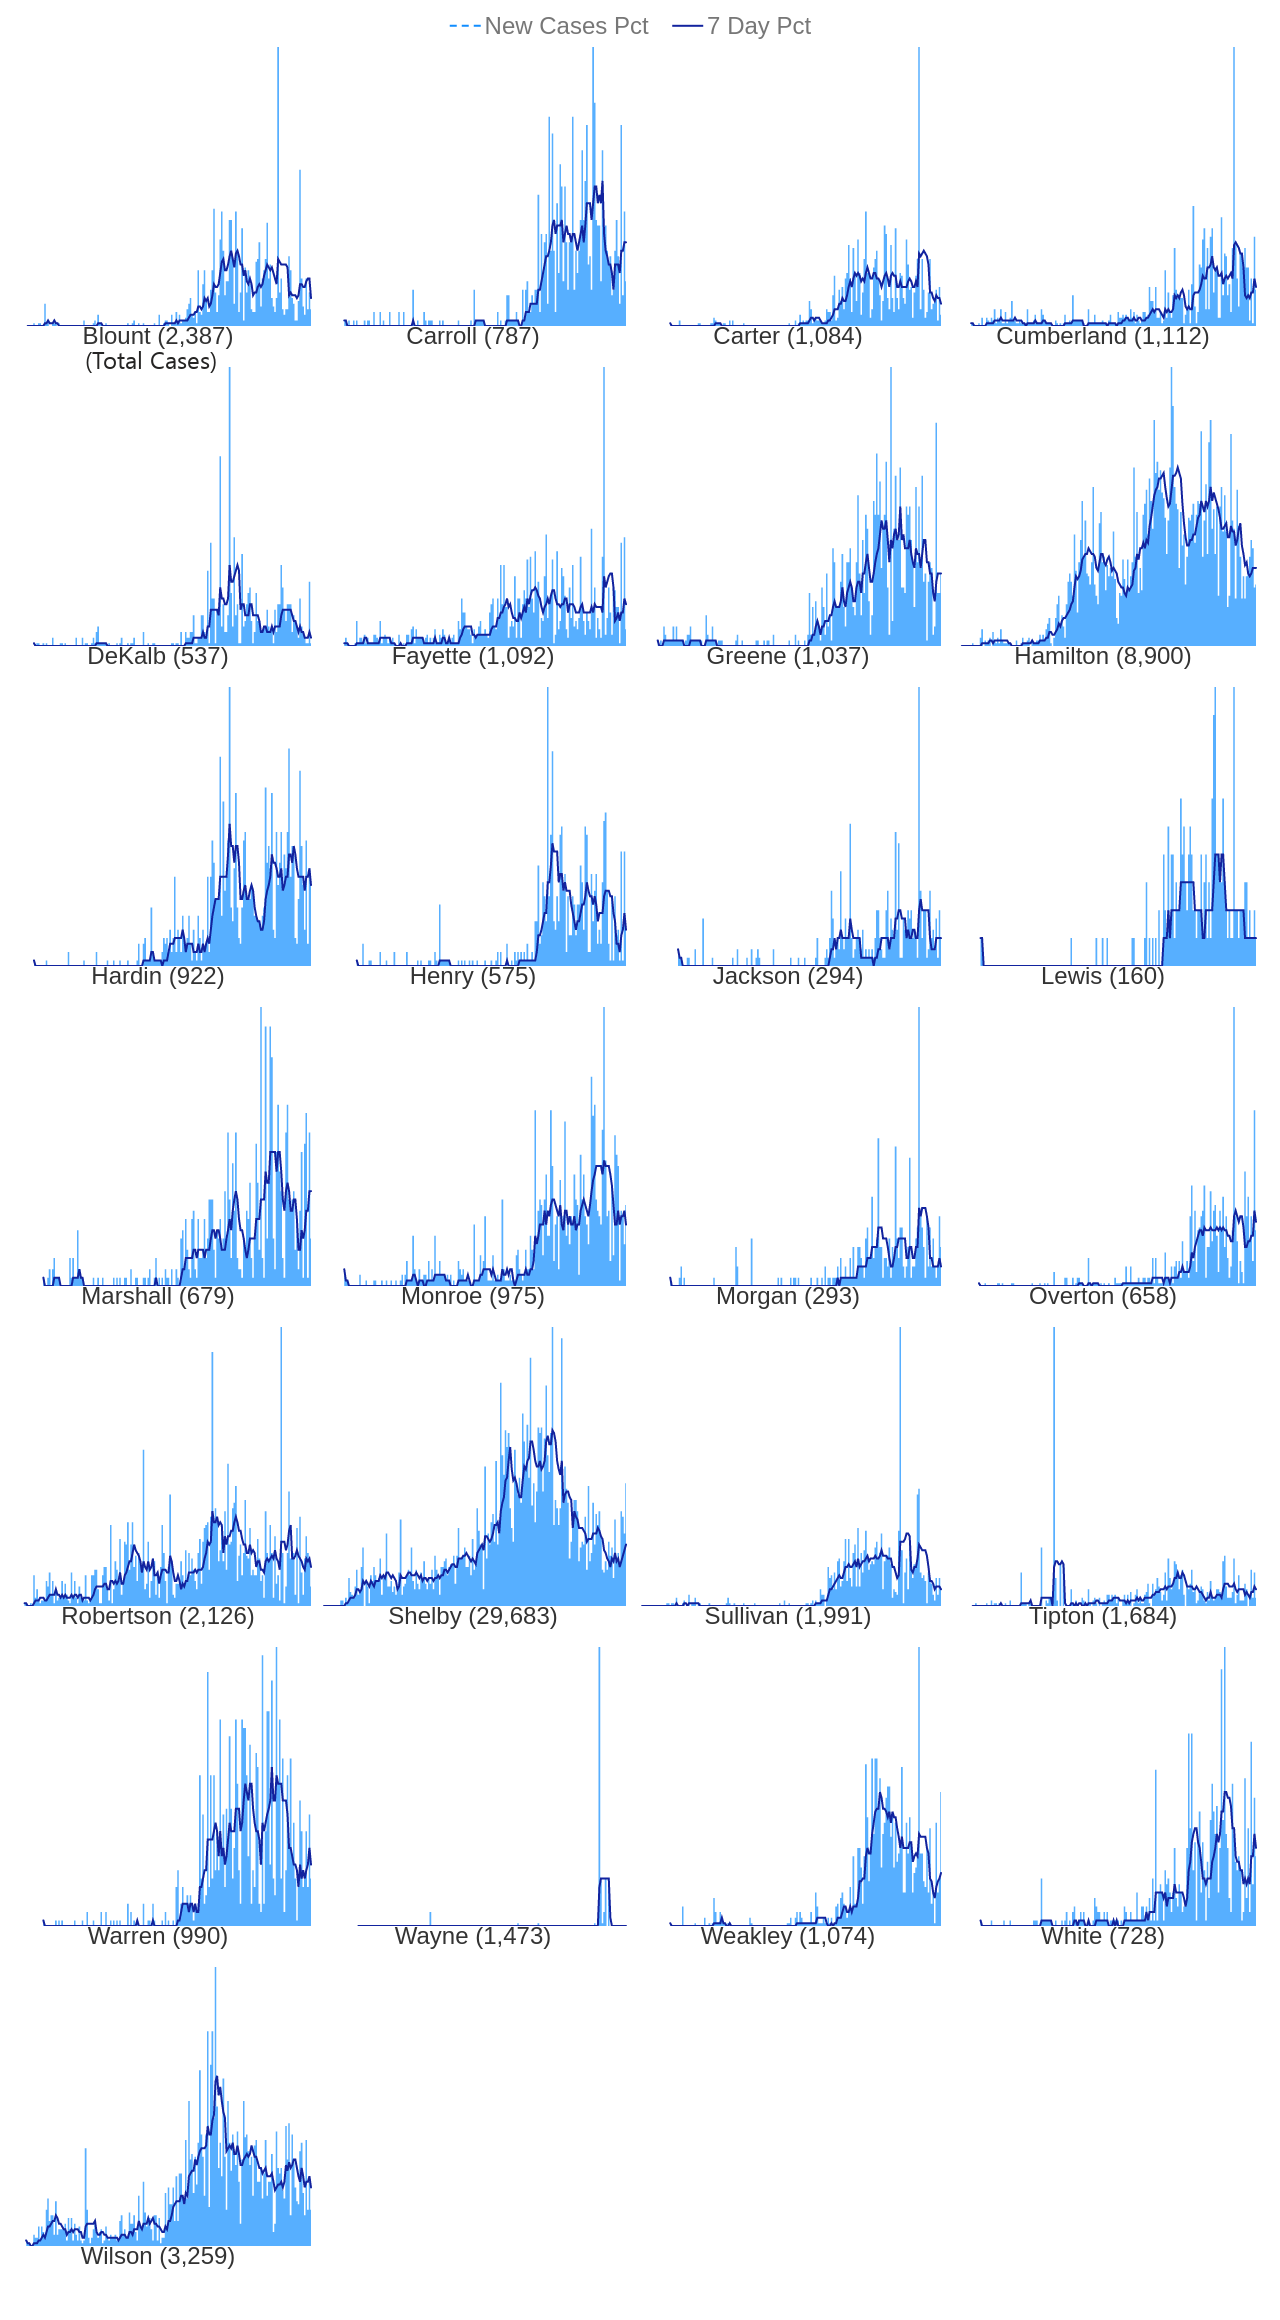 New Cases Pct 7 Day Pct
Blount (2,387) Carroll (787) Carter (1,084) Cumberland (1,112)
(Total Cases)
DeKalb (537) Fayette (1,092) Greene (1,037) Hamilton (8,900)
Hardin (922) Henry (575) Jackson (294) Lewis (160)
Marshall (679) Monroe (975) Morgan (293) Overton (658)
Robertson (2,126) Shelby (29,683) Sullivan (1,991) Tipton (1,684)
Warren (990) Wayne (1,473) Weakley (1,074) White (728)
Wilson (3,259)